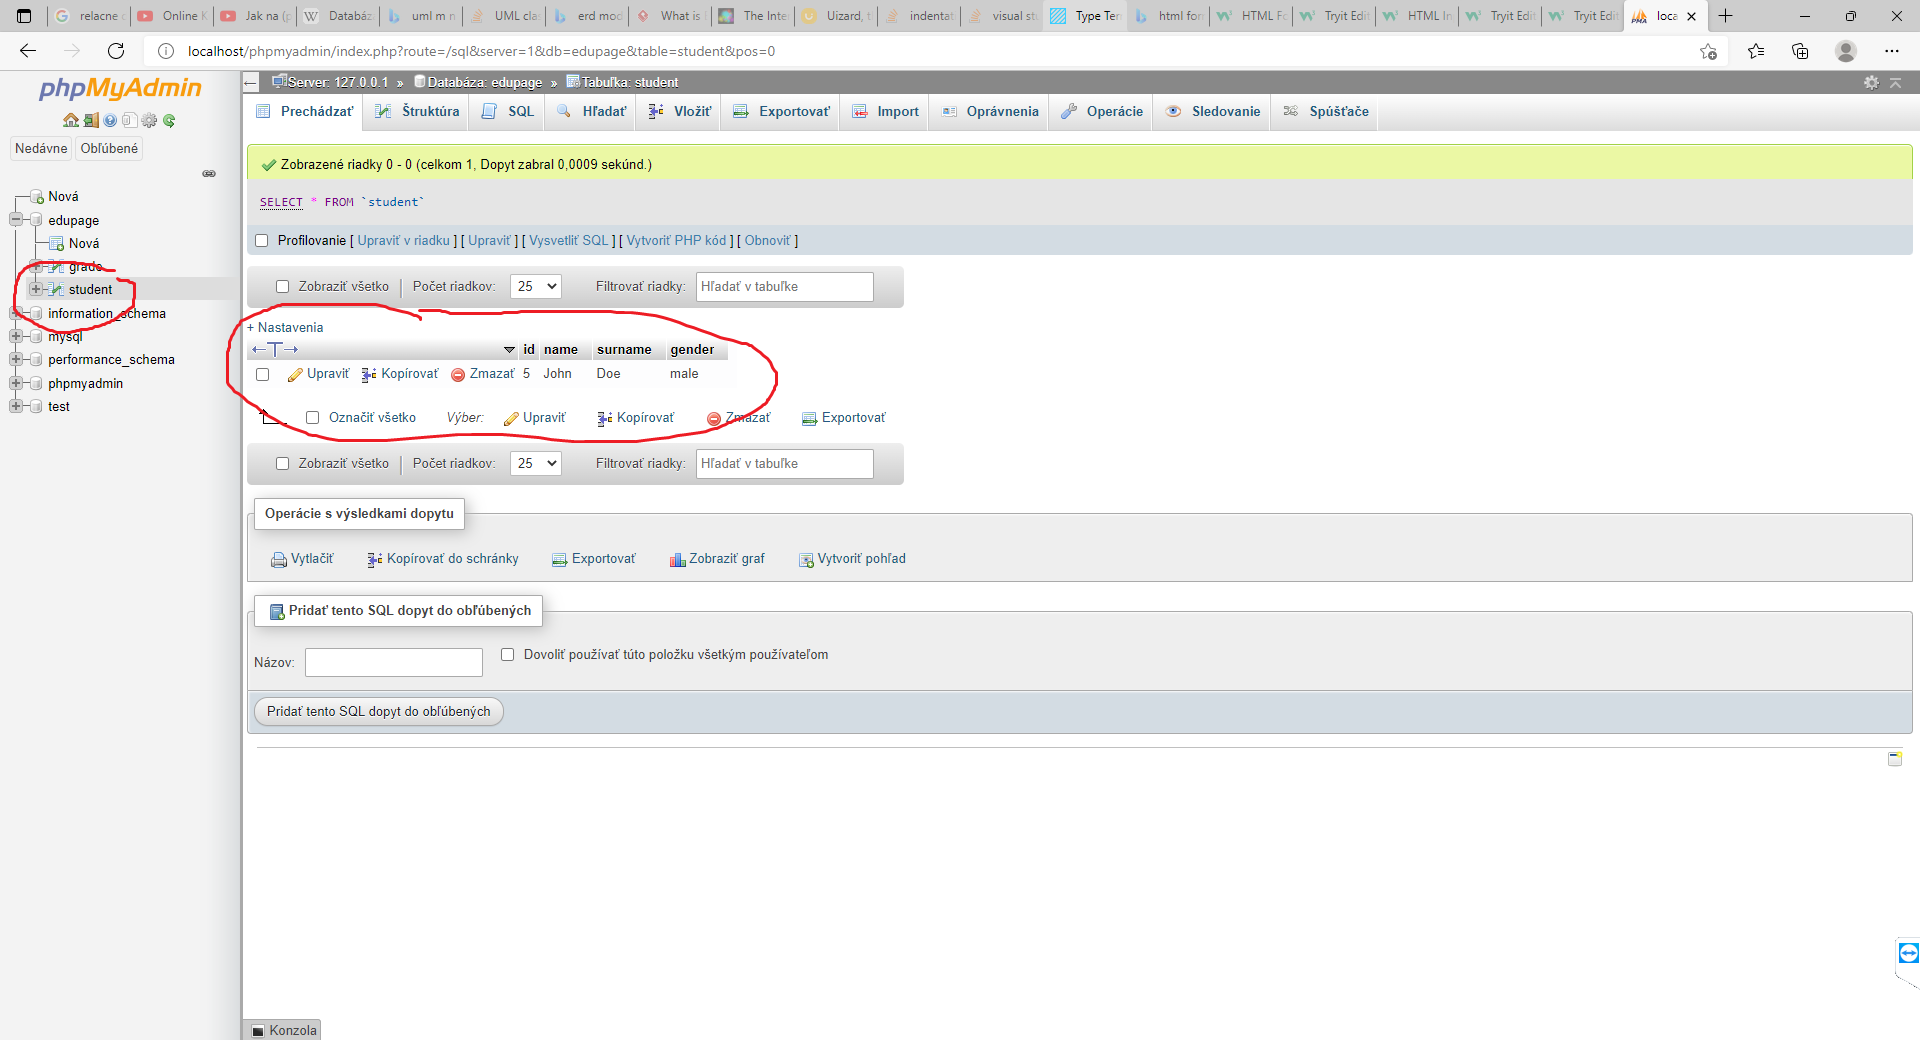 relacne d
Online K
Jak na (p
Databáz
uml m n
UML clas
erd mod
What is
The Inte
Uizard, t
indentat
visual stu
Type Ter
html for
HTML Fo
Tryit Edit
HTML In
Tryit Edit
Tryit Edit
loca
localhost/phpmyadmin/index.php?route=/sql&server=1&db=edupage&table=student&pos=0
phpMyAdmin
Nedávne Obľúbené
Nová
edupage
Nová
grade
student
information_schema
mysql
performance_schema
phpmyadmin
test
Server: 127.0.0.1 » Databáza: edupage » Tabuľka: student
Prechádzať Štruktúra SQL Hľadať Vložiť Exportovať Import Oprávnenia Operácie Sledovanie Spúšťače
Zobrazené riadky 0 - 0 (celkom 1, Dopyt zabral 0,0009 sekúnd.)
SELECT * FROM `student`
Profilovanie [ Upraviť v riadku ] [ Upraviť ] [ Vysvetliť SQL ] [ Vytvoriť PHP kód ] [ Obnoviť ]
Zobraziť všetko Počet riadkov: 25 Filtrovať riadky: Hľadať v tabuľke
+ Nastavenia
←T→ id name surname gender
Upraviť Kopírovať Zmazať 5 John Doe male
Označiť všetko Výber: Upraviť Kopírovať Zmazať Exportovať
Zobraziť všetko Počet riadkov: 25 Filtrovať riadky: Hľadať v tabuľke
Operácie s výsledkami dopytu
Vytlačiť Kopírovať do schránky Exportovať Zobraziť graf Vytvoriť pohľad
Pridať tento SQL dopyt do obľúbených
Názov: Dovoliť používať túto položku všetkým používateľom
Pridať tento SQL dopyt do obľúbených
Konzola